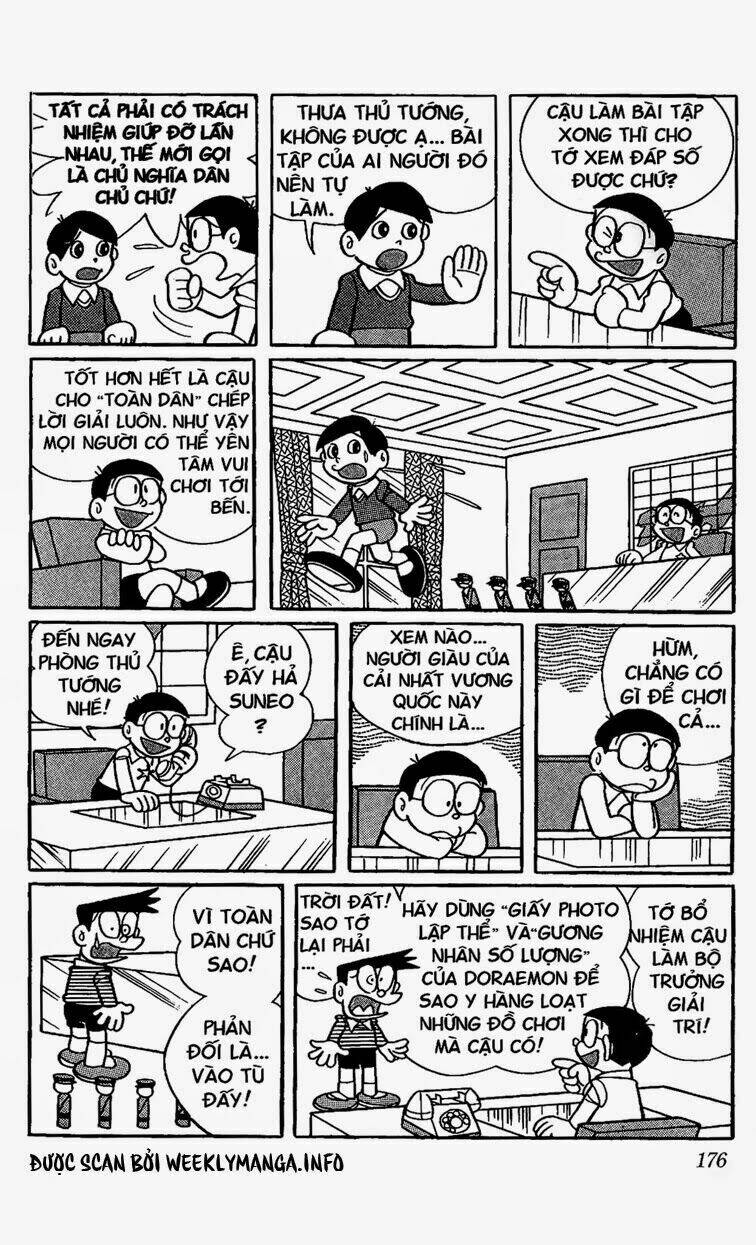 CẬU LÀM BÀI TẬP
XONG THÌ CHO
TỚ XEM ĐÁP SỐ
ĐƯỢC CHỨ?
THƯA THỦ TƯỚNG,
KHÔNG ĐƯỢC Ạ... BÀI
TẬP CỦA AI NGƯỜI ĐÓ
NÊN TỰ
LÀM.
TẤT CẢ PHẢI CÓ TRÁCH
NHIỆM GIÚP ĐỠ LẪN
NHAU, THẾ MỚI GỌI
LÀ CHỦ NGHĨA DÂN
CHỦ CHỨ!
TỐT HƠN HẾT LÀ CẬU
CHO “TOÀN DÂN” CHÉP
LỜI GIẢI LUÔN. NHƯ VẬY
MỌI NGƯỜI CÓ THỂ YÊN
TÂM VUI
CHƠI TỚI
BẾN.
HỪM,
CHẲNG CÓ
GÌ ĐỂ CHƠI
CẢ...
XEM NÀO...
NGƯỜI GIÀU CỦA
CẢI NHẤT VƯƠNG
QUỐC NÀY
CHÍNH LÀ...
Ê, CẬU
ĐẤY HẢ
SUNEO
?
ĐẾN NGAY
PHÒNG THỦ
TƯỚNG
NHÉ!
TỚ BỔ
NHIỆM CẬU
LÀM BỘ
TRƯỞNG
GIẢI
TRÍ!
HÃY DÙNG “GIẤY PHOTO
LẬP THỂ” VÀ“GƯƠNG
NHÂN SỐ LƯỢNG”
CỦA DORAEMON ĐỂ
SAO Y HÀNG LOẠT
NHỮNG ĐỒ CHƠI
MÀ CẬU CÓ!
TRỜI ĐẤT!
SAO TỚ
LẠI PHẢI
...
VÌ TOÀN
DÂN CHỨ
SAO!
PHẢN
ĐỐI LÀ...
VÀO TÙ
ĐẤY!
ĐƯỢC SCAN BỞI WEEKLYMANGA.INFO
176